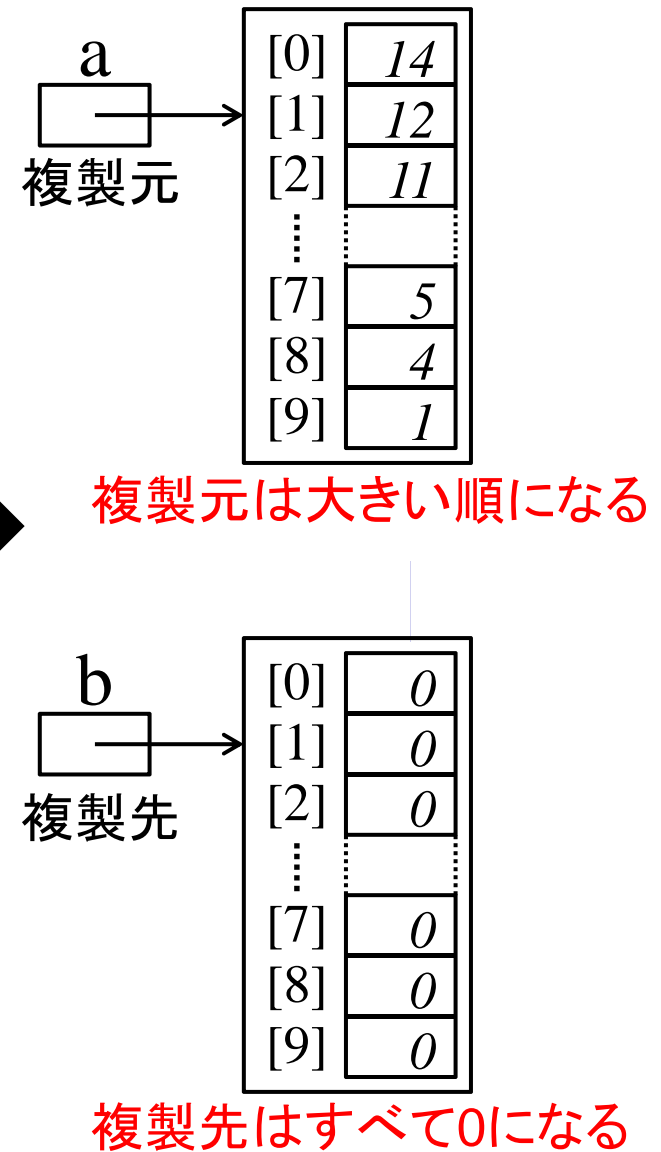 a
複製元
[0] 14
[1] 12
[2] 11
[7] 5
[8] 4
[9] 1
複製元は大きい順になる
b
複製先
[0] 0
[1] 0
[2] 0
[7] 0
[8] 0
[9] 0
複製先はすべて0になる